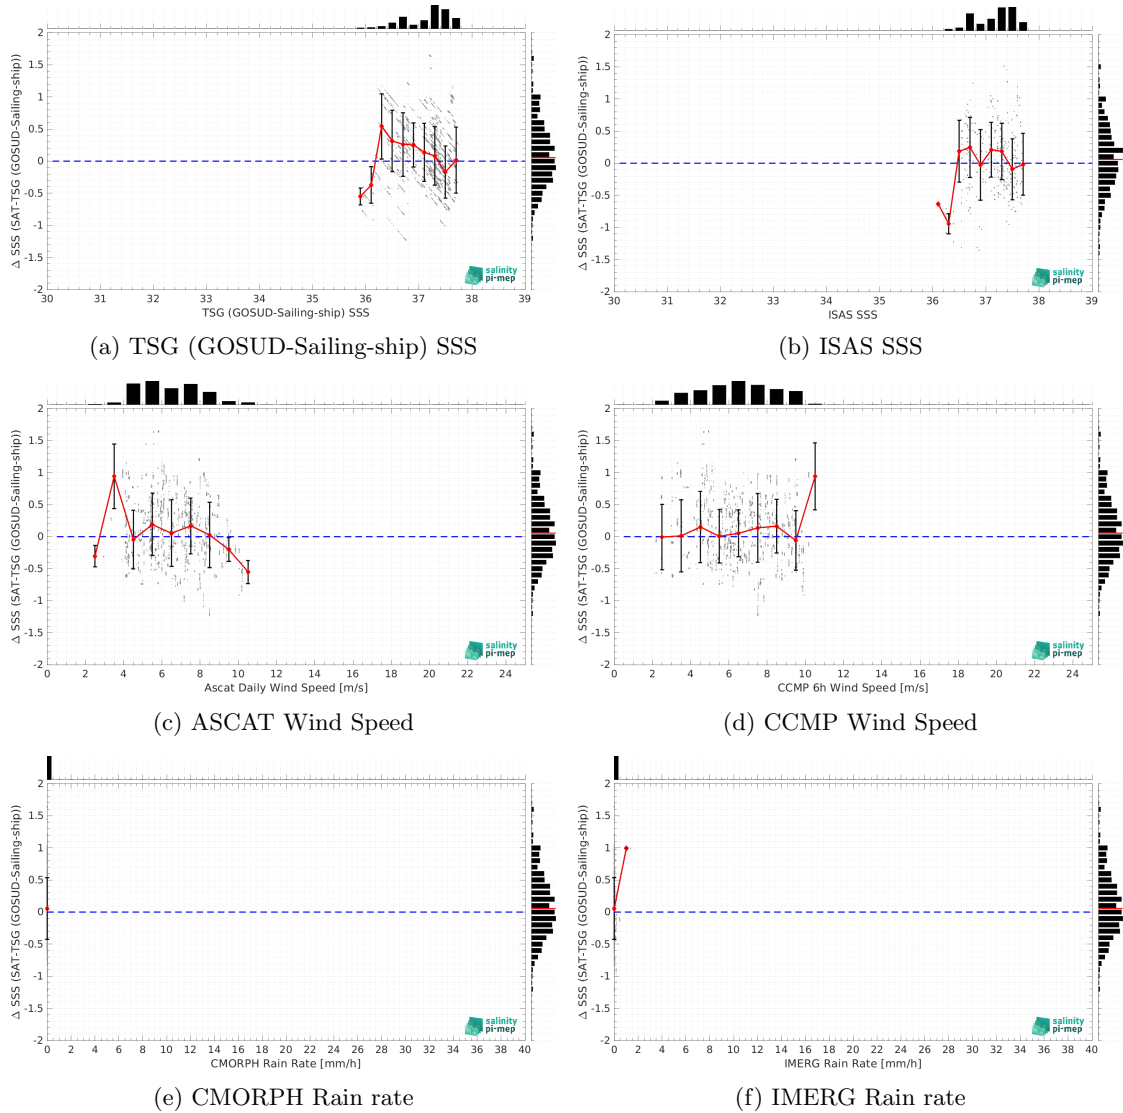 2
1.5
1
0.5
0
-0.5
-1
-1.5
-2
Δ SSS (SAT-TSG (GOSUD-Sailing-ship))
salinity
pi-mep
30 31 32 33 34 35 36 37 38 39
TSG (GOSUD-Sailing-ship) SSS
(a) TSG (GOSUD-Sailing-ship) SSS
2
1.5
1
0.5
0
-0.5
-1
-1.5
-2
Δ SSS (SAT-TSG (GOSUD-Sailing-ship))
salinity
pi-mep
30 31 32 33 34 35 36 37 38 39
ISAS SSS
(b) ISAS SSS
2
1.5
1
0.5
0
-0.5
-1
-1.5
-2
Δ SSS (SAT-TSG (GOSUD-Sailing-ship))
salinity
pi-mep
0 2 4 6 8 10 12 14 16 18 20 22 24
Ascat Daily Wind Speed [m/s]
(c) ASCAT Wind Speed
2
1.5
1
0.5
0
-0.5
-1
-1.5
-2
Δ SSS (SAT-TSG (GOSUD-Sailing-ship))
salinity
pi-mep
0 2 4 6 8 10 12 14 16 18 20 22 24
CCMP 6h Wind Speed [m/s]
(d) CCMP Wind Speed
2
1.5
1
0.5
0
-0.5
-1
-1.5
-2
Δ SSS (SAT-TSG (GOSUD-Sailing-ship))
salinity
pi-mep
0 2 4 6 8 10 12 14 16 18 20 22 24 26 28 30 32 34 36 38 40
CMORPH Rain Rate [mm/h]
(e) CMORPH Rain rate
2
1.5
1
0.5
0
-0.5
-1
-1.5
-2
Δ SSS (SAT-TSG (GOSUD-Sailing-ship))
salinity
pi-mep
0 2 4 6 8 10 12 14 16 18 20 22 24 26 28 30 32 34 36 38 40
IMERG Rain Rate [mm/h]
(f) IMERG Rain rate